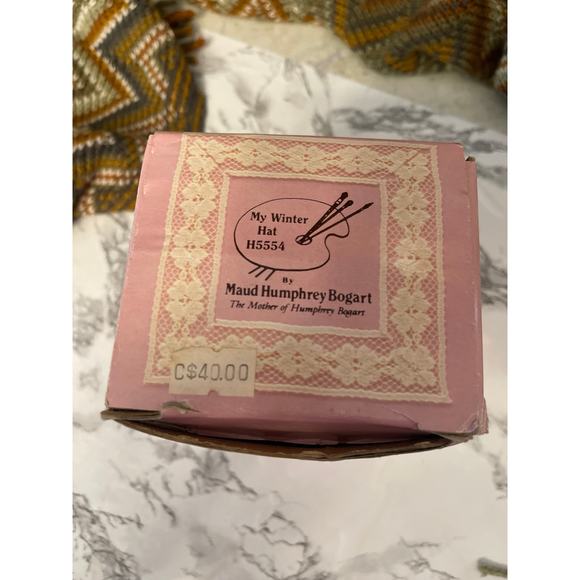 My Winter
Hat
H5554
By
Maud Humphrey Bogart
The Mother of Humphrey Bogart
C$40.00